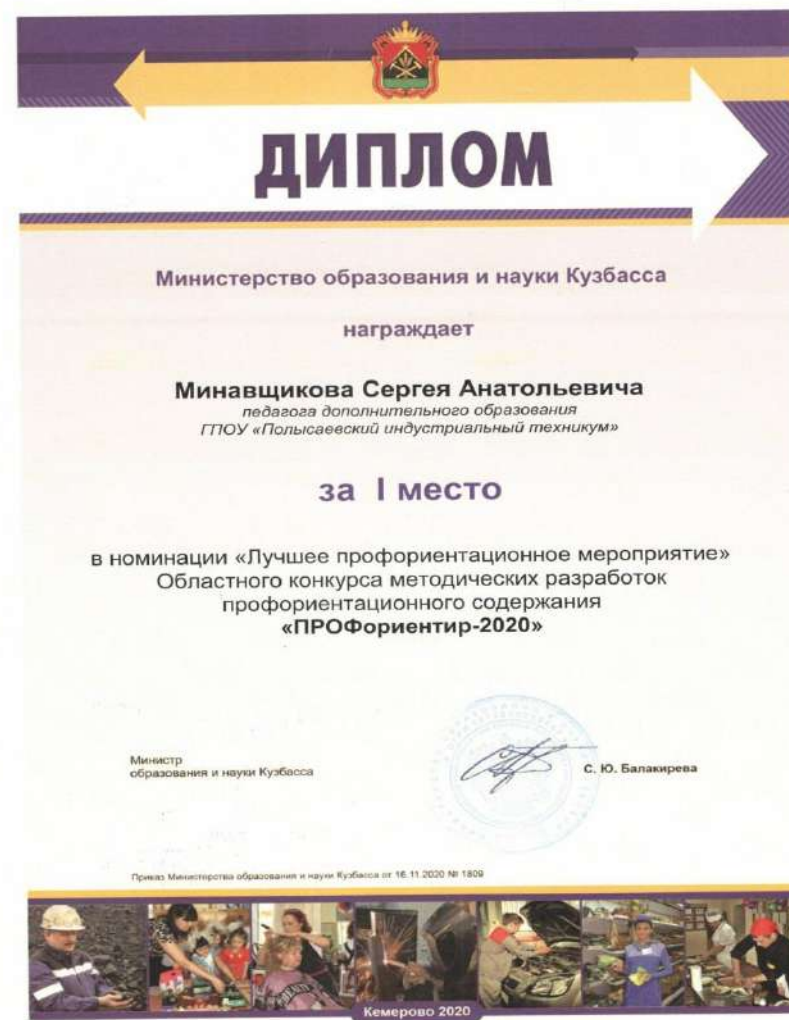 ДИПЛОМ
Министерство образования и науки Кузбасса
награждает
Минавщикова Сергея Анатольевича
педагога дополнительного образования
ГПОУ «Полысаевский индустриальный техникум»
за I место
в номинации «Лучшее профориентационное мероприятие»
Областного конкурса методических разработок
профориентационного содержания
«ПРОФориентир-2020»
Министр
образования и науки Кузбасса
С. Ю. Балакирева
Приказ Министерства образования и науки Кузбасса от 16.11.2020 № 1809
Кемерово 2020